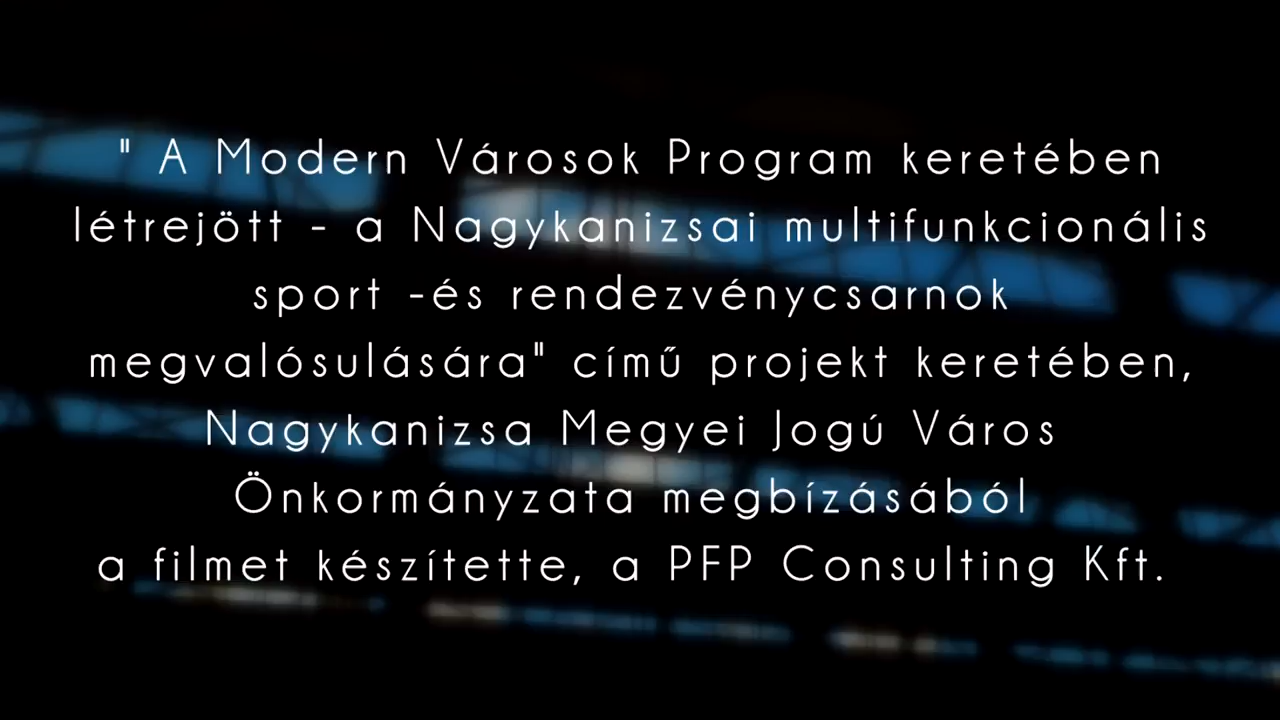 " A Modern Városok Program keretében
létrejött - a Nagykanizsai multifunkcionális
sport -és rendezvénycsarnok
megvalósulására" című projekt keretében,
Nagykanizsa Megyei Jogú Város
Önkormányzata megbízásából
a filmet készítette, a PFP Consulting Kft.